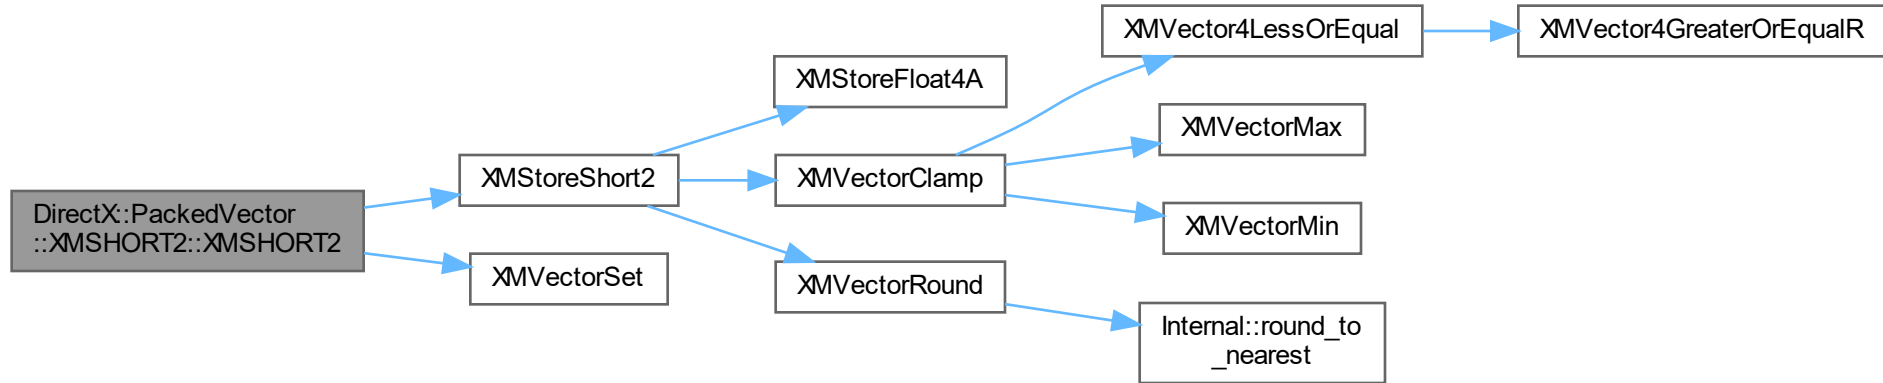 XMVector4LessOrEqual
XMVector4GreaterOrEqualR
XMStoreFloat4A
XMVectorMax
XMStoreShort2
XMVectorClamp
DirectX::PackedVector
::XMSHORT2::XMSHORT2
XMVectorMin
XMVectorSet
XMVectorRound
Internal::round_to
_nearest